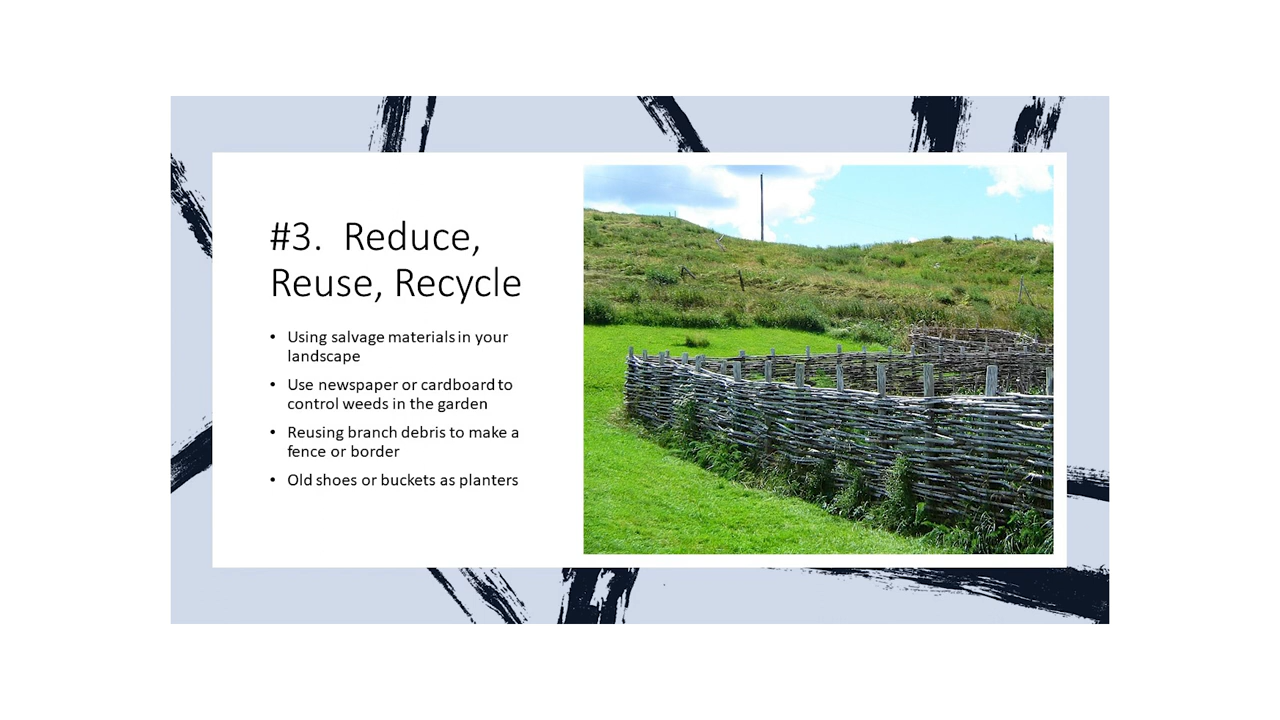 #3. Reduce,
Reuse, Recycle
• Using salvage materials in your
landscape
• Use newspaper or cardboard to
control weeds in the garden
• Reusing branch debris to make a
fence or border
• Old shoes or buckets as planters